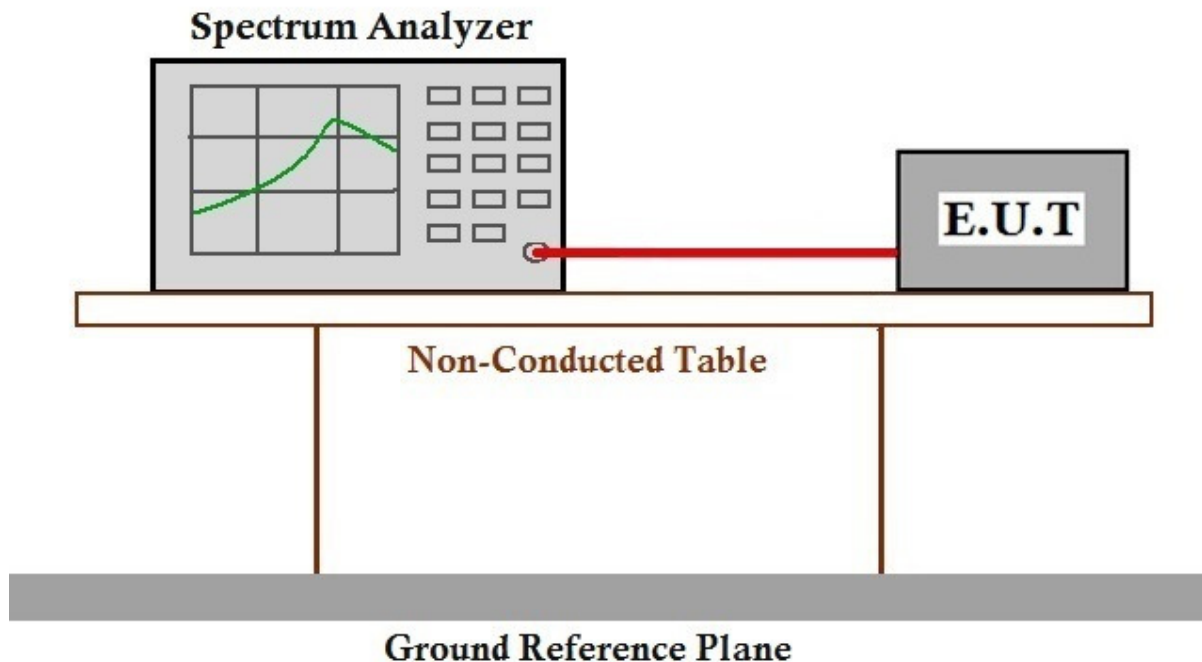 Spectrum Analyzer
E.U.T
Non-Conducted Table
Ground Reference Plane